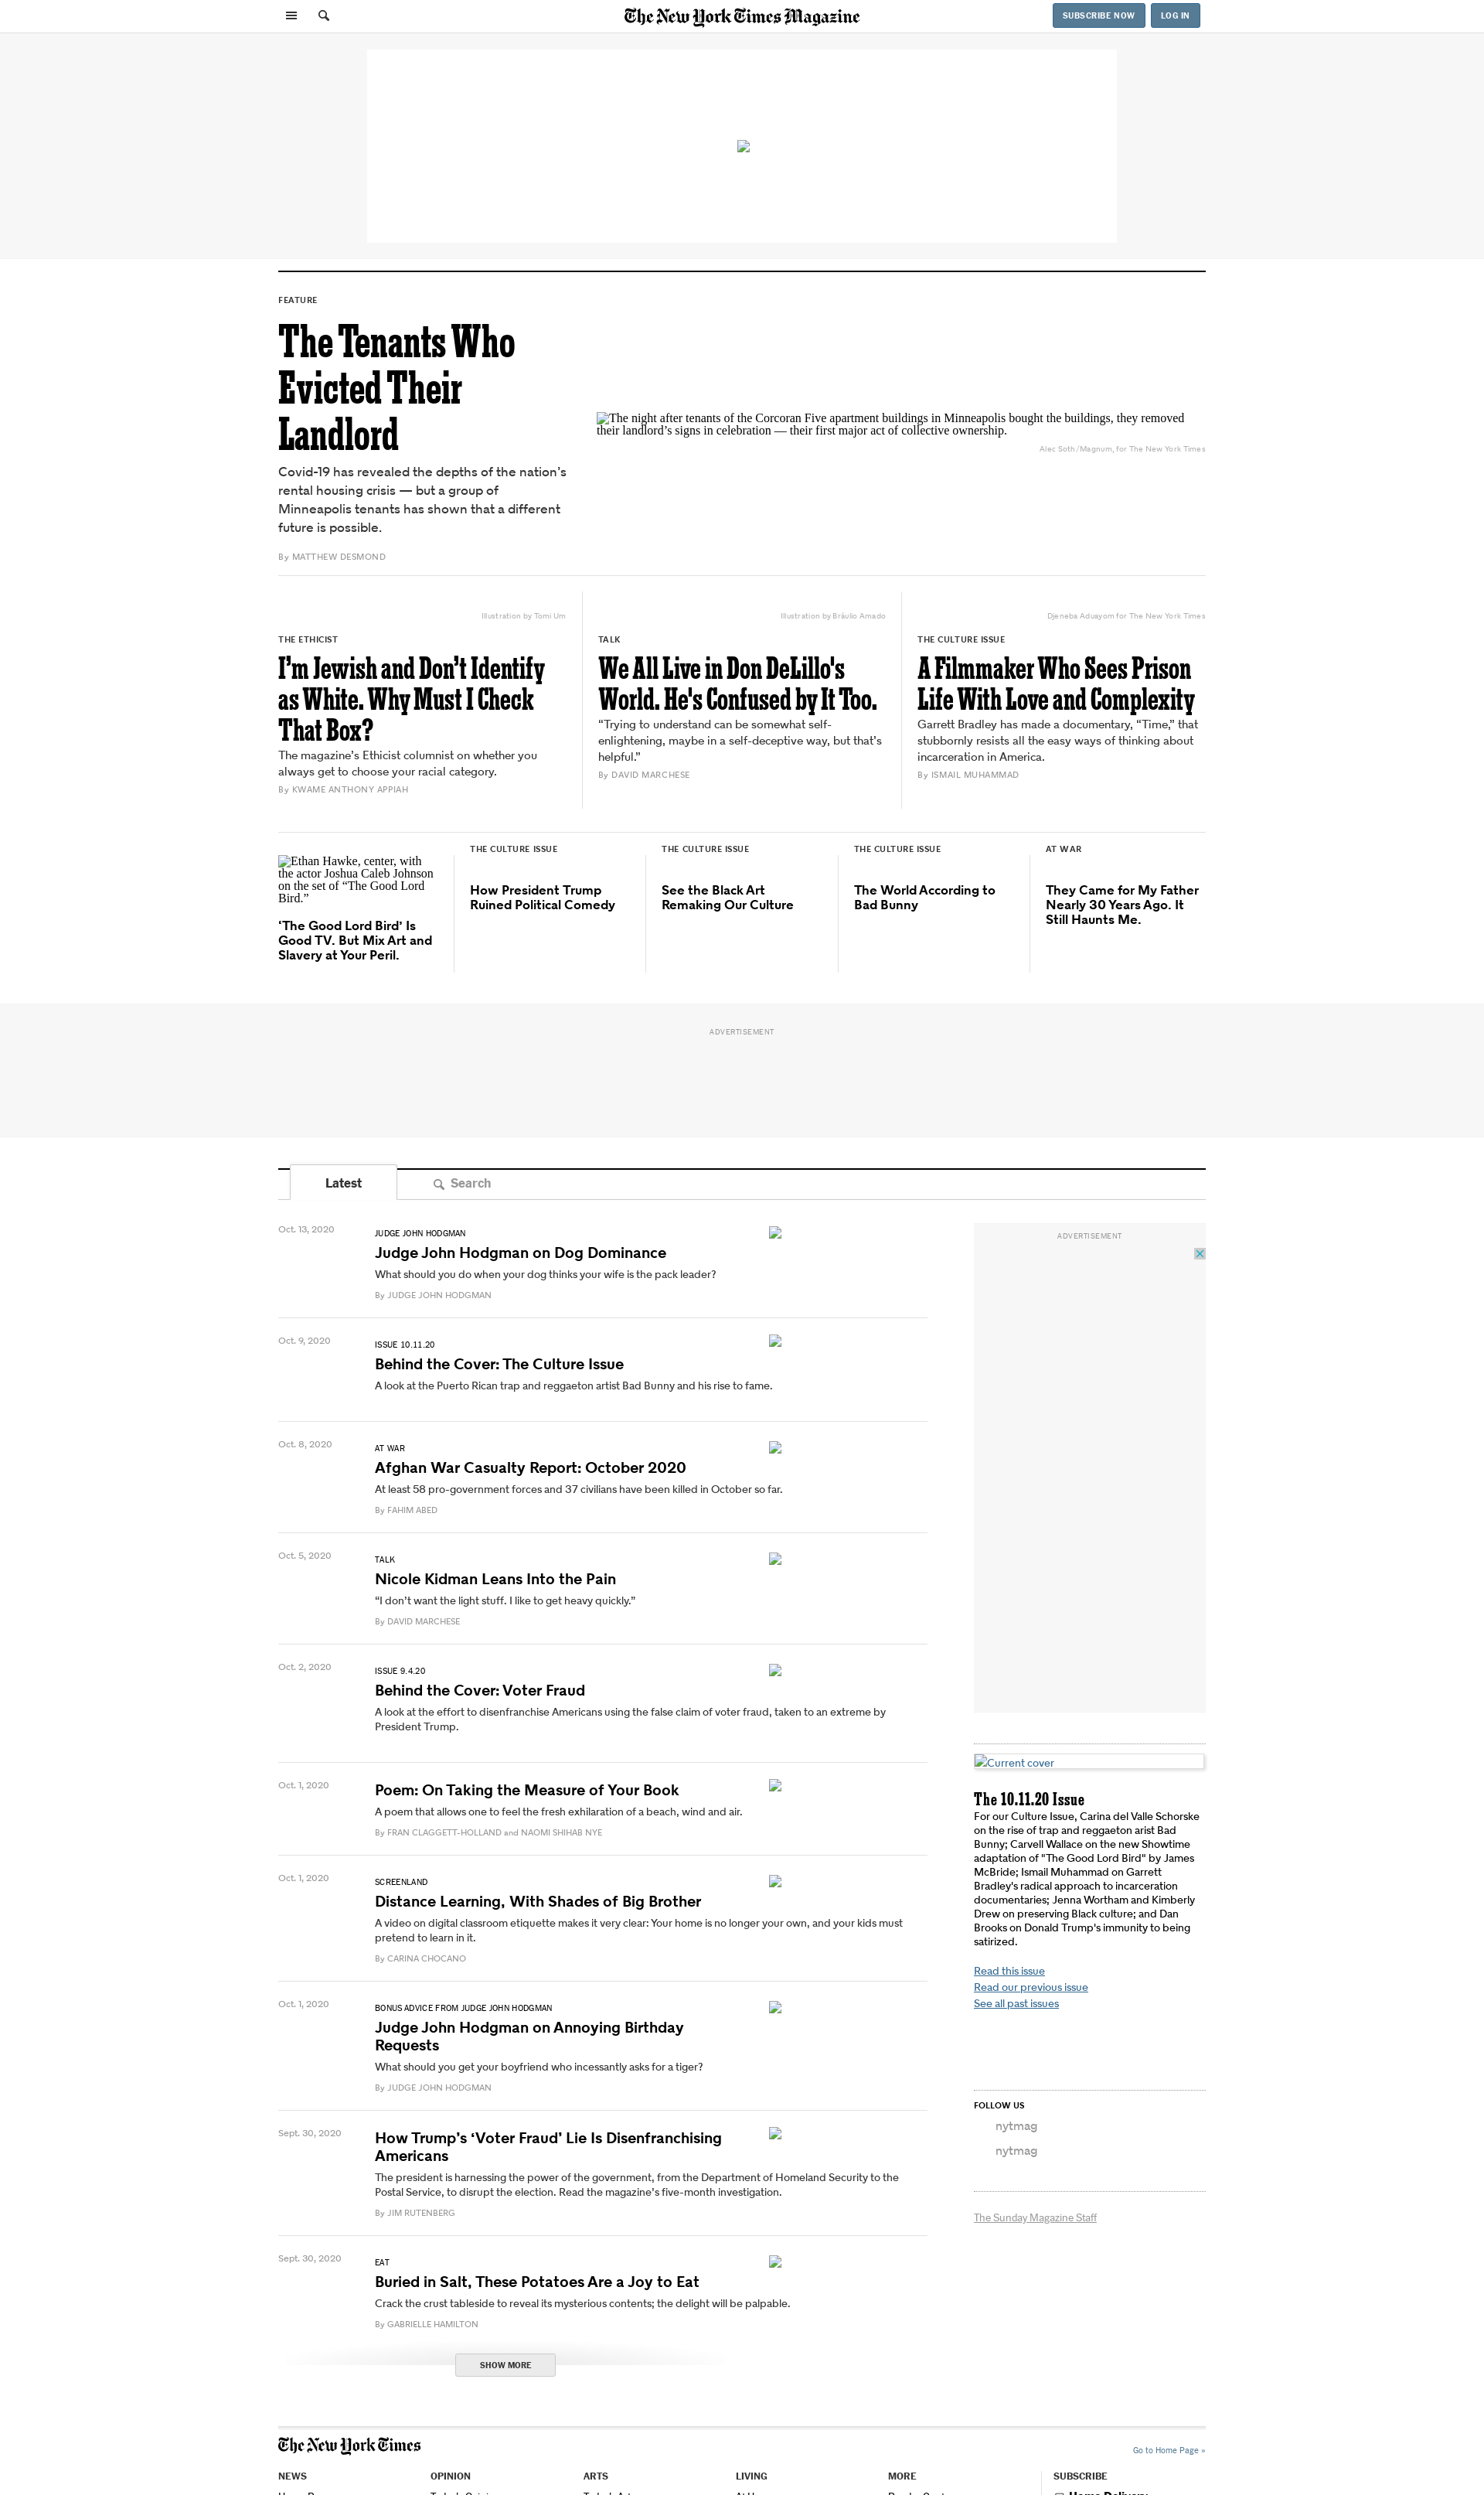 The New York Times Magazine
SUBSCRIBE NOW
LOG IN
FEATURE
The Tenants Who
Evicted Their
Landlord
Covid-19 has revealed the depths of the nation’s
rental housing crisis — but a group of
Minneapolis tenants has shown that a different
future is possible.
By MATTHEW DESMOND
The night after tenants of the Corcoran Five apartment buildings in Minneapolis bought the buildings, they removed
their landlord’s signs in celebration — their first major act of collective ownership.
Alec Soth/Magnum, for The New York Times
Illustration by Tomi Um
THE ETHICIST
I’m Jewish and Don’t Identify
as White. Why Must I Check
That Box?
The magazine’s Ethicist columnist on whether you
always get to choose your racial category.
By KWAME ANTHONY APPIAH
Illustration by Bráulio Amado
TALK
We All Live in Don DeLillo's
World. He's Confused by It Too.
“Trying to understand can be somewhat self-
enlightening, maybe in a self-deceptive way, but that’s
helpful.”
By DAVID MARCHESE
Djeneba Aduayom for The New York Times
THE CULTURE ISSUE
A Filmmaker Who Sees Prison
Life With Love and Complexity
Garrett Bradley has made a documentary, “Time,” that
stubbornly resists all the easy ways of thinking about
incarceration in America.
By ISMAIL MUHAMMAD
Ethan Hawke, center, with
the actor Joshua Caleb Johnson
on the set of “The Good Lord
Bird.”
‘The Good Lord Bird’ Is
Good TV. But Mix Art and
Slavery at Your Peril.
THE CULTURE ISSUE
How President Trump
Ruined Political Comedy
THE CULTURE ISSUE
See the Black Art
Remaking Our Culture
THE CULTURE ISSUE
The World According to
Bad Bunny
AT WAR
They Came for My Father
Nearly 30 Years Ago. It
Still Haunts Me.
ADVERTISEMENT
Latest
Search
Oct. 13, 2020
JUDGE JOHN HODGMAN
Judge John Hodgman on Dog Dominance
What should you do when your dog thinks your wife is the pack leader?
By JUDGE JOHN HODGMAN
Oct. 9, 2020
ISSUE 10.11.20
Behind the Cover: The Culture Issue
A look at the Puerto Rican trap and reggaeton artist Bad Bunny and his rise to fame.
Oct. 8, 2020
AT WAR
Afghan War Casualty Report: October 2020
At least 58 pro-government forces and 37 civilians have been killed in October so far.
By FAHIM ABED
Oct. 5, 2020
TALK
Nicole Kidman Leans Into the Pain
“I don’t want the light stuff. I like to get heavy quickly.”
By DAVID MARCHESE
Oct. 2, 2020
ISSUE 9.4.20
Behind the Cover: Voter Fraud
A look at the effort to disenfranchise Americans using the false claim of voter fraud, taken to an extreme by
President Trump.
Oct. 1, 2020
Poem: On Taking the Measure of Your Book
A poem that allows one to feel the fresh exhilaration of a beach, wind and air.
By FRAN CLAGGETT-HOLLAND and NAOMI SHIHAB NYE
Oct. 1, 2020
SCREENLAND
Distance Learning, With Shades of Big Brother
A video on digital classroom etiquette makes it very clear: Your home is no longer your own, and your kids must
pretend to learn in it.
By CARINA CHOCANO
Oct. 1, 2020
BONUS ADVICE FROM JUDGE JOHN HODGMAN
Judge John Hodgman on Annoying Birthday
Requests
What should you get your boyfriend who incessantly asks for a tiger?
By JUDGE JOHN HODGMAN
Sept. 30, 2020
How Trump’s ‘Voter Fraud’ Lie Is Disenfranchising
Americans
The president is harnessing the power of the government, from the Department of Homeland Security to the
Postal Service, to disrupt the election. Read the magazine’s five-month investigation.
By JIM RUTENBERG
Sept. 30, 2020
EAT
Buried in Salt, These Potatoes Are a Joy to Eat
Crack the crust tableside to reveal its mysterious contents; the delight will be palpable.
By GABRIELLE HAMILTON
SHOW MORE
ADVERTISEMENT
Current cover
The 10.11.20 Issue
For our Culture Issue, Carina del Valle Schorske
on the rise of trap and reggaeton arist Bad
Bunny; Carvell Wallace on the new Showtime
adaptation of "The Good Lord Bird" by James
McBride; Ismail Muhammad on Garrett
Bradley's radical approach to incarceration
documentaries; Jenna Wortham and Kimberly
Drew on preserving Black culture; and Dan
Brooks on Donald Trump's immunity to being
satirized.
Read this issue
Read our previous issue
See all past issues
FOLLOW US
nytmag
nytmag
The Sunday Magazine Staff
The New York Times
Go to Home Page »
NEWS
OPINION
ARTS
LIVING
MORE
SUBSCRIBE